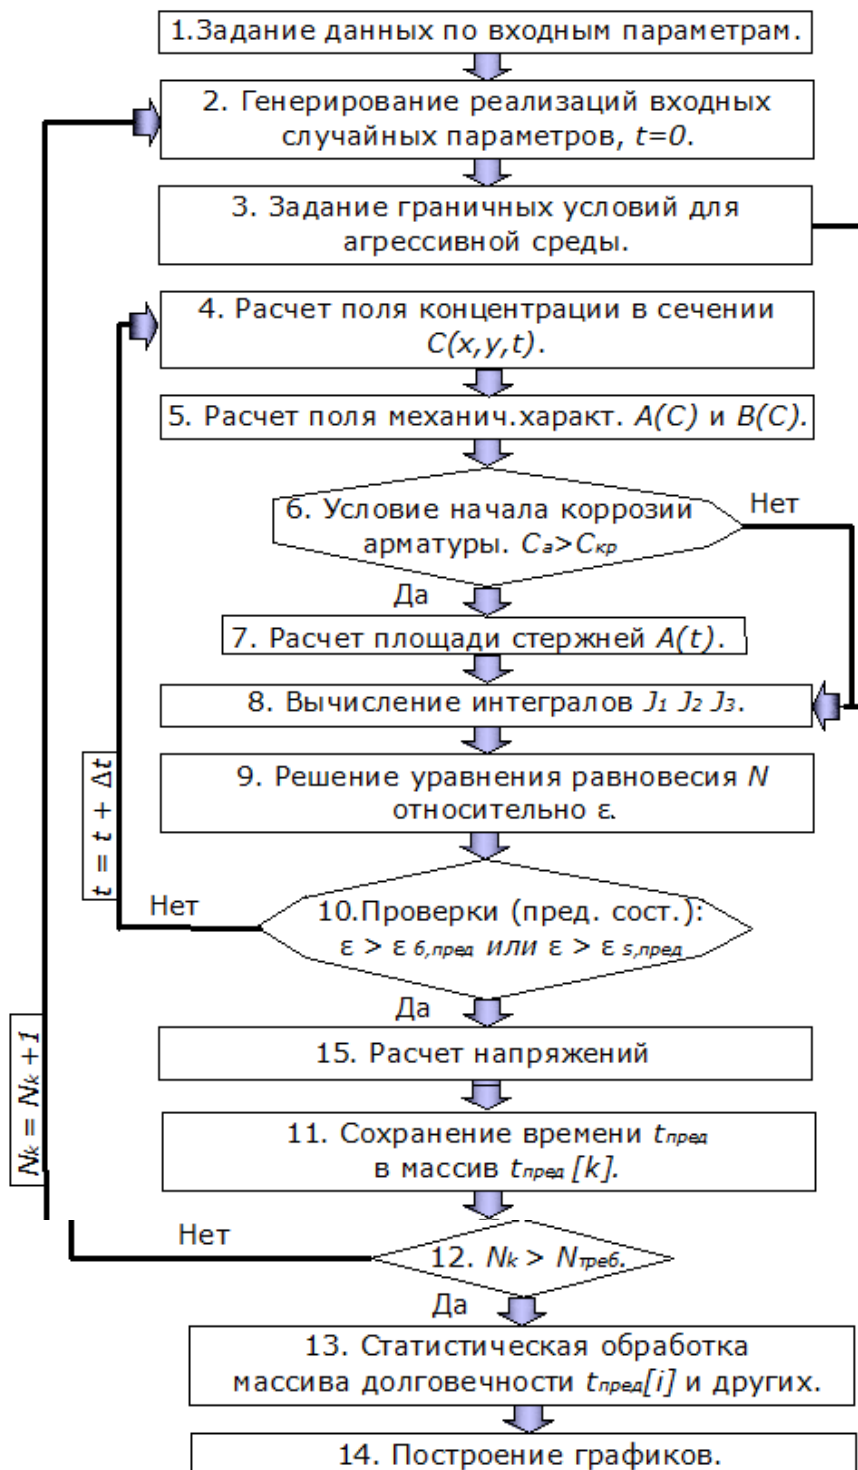 1.Задание данных по входным параметрам.
2. Генерирование реализаций входных
случайных параметров, t=0.
3. Задание граничных условий для
агрессивной среды.
4. Расчет поля концентрации в сечении
C(x,y,t).
5. Расчет поля механич.характ. A(C) и B(C).
6. Условие начала коррозии
арматуры. Cа>Cкр
Нет
Да
7. Расчет площади стержней A(t).
8. Вычисление интегралов J1 J2 J3.
9. Решение уравнения равновесия N
относительно ε.
t = t + Δt
10.Проверки (пред. сост.):
ε > ε б,пред или ε > ε s,пред
Нет
Да
15. Расчет напряжений
Nk = Nk +1
11. Сохранение времени tпред
в массив tпред [k].
Нет
12. Nk > Nтреб.
Да
13. Статистическая обработка
массива долговечности tпред[i] и других.
14. Построение графиков.